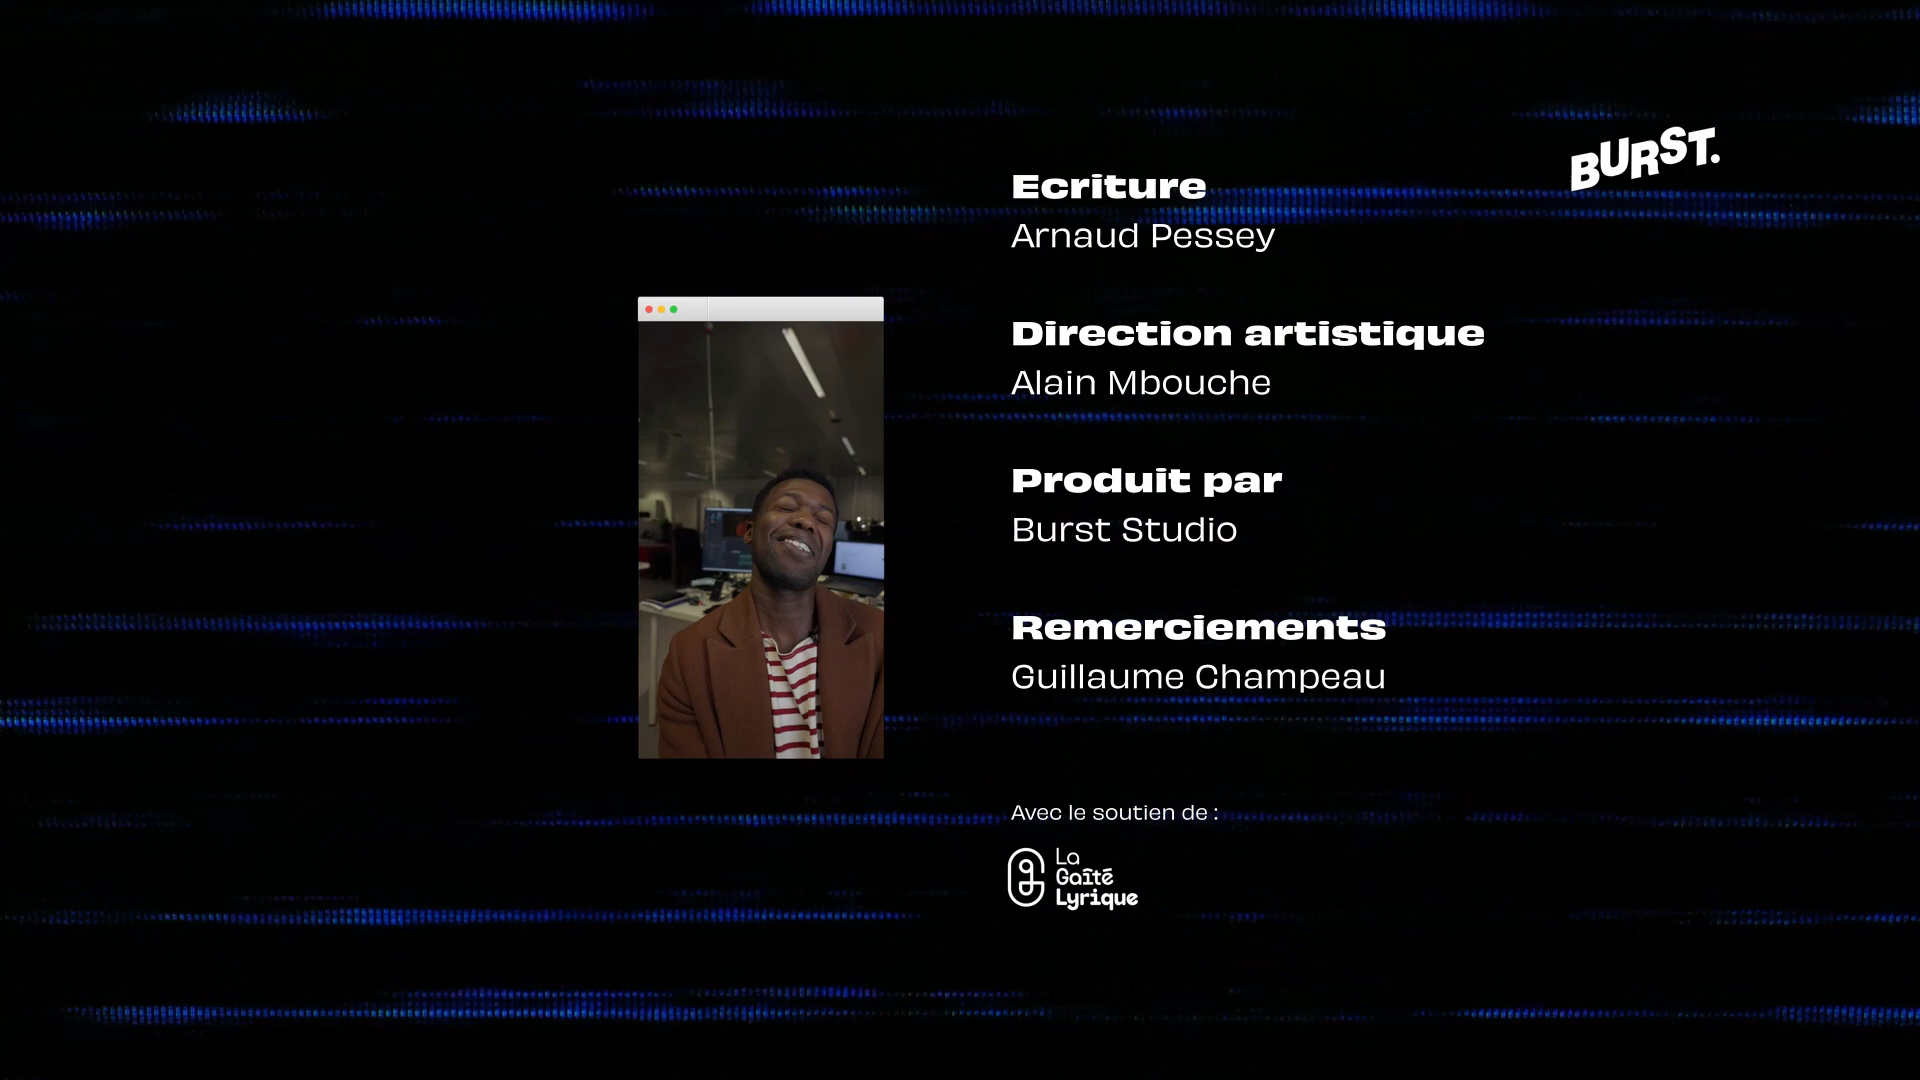 BURST.
Ecriture
Arnaud Pessey
Direction artistique
Alain Mbouche
Produit par
Burst Studio
Remerciements
Guillaume Champeau
Avec le soutien de :
La
Gaîté
Lyrique